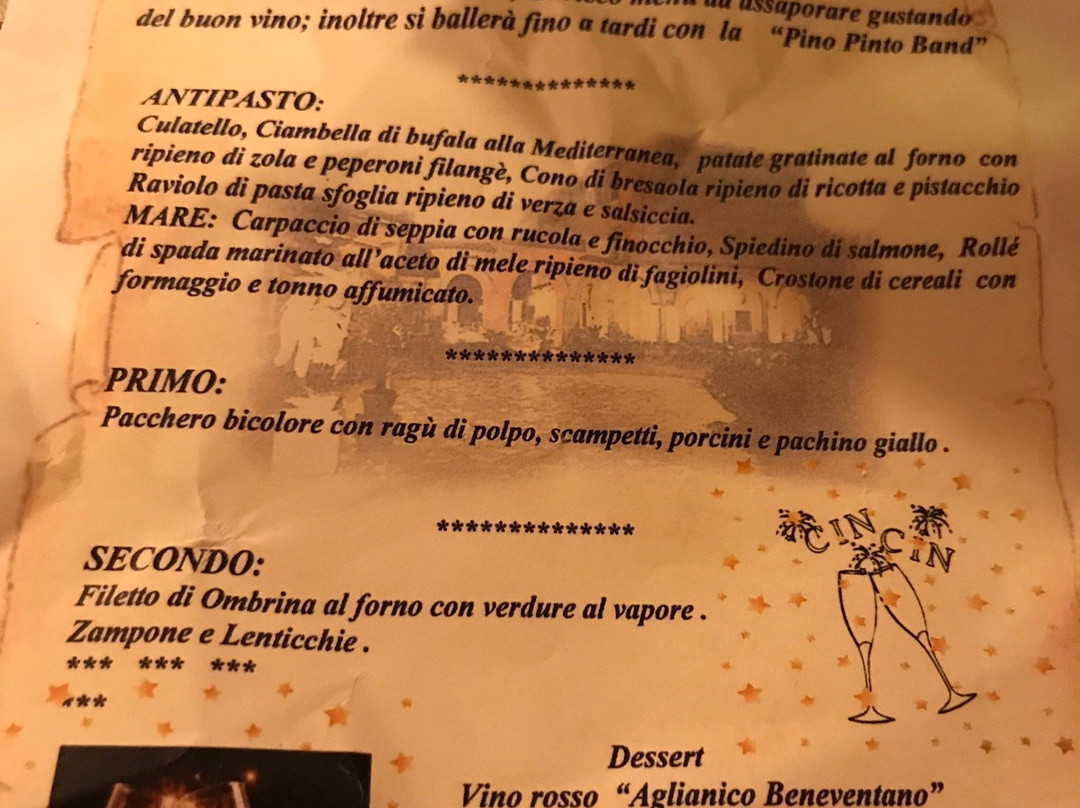 menu da assaporare gustando
del buon vino; inoltre si ballerà fino a tardi con la “Pino Pinto Band”
**************
ANTIPASTO:
Culatello, Ciambella di bufala alla Mediterranea, patate gratinate al forno con
ripieno di zola e peperoni filangè, Cono di bresaola ripieno di ricotta e pistacchio
Raviolo di pasta sfoglia ripieno di verza e salsiccia.
MARE: Carpaccio di seppia con rucola e finocchio, Spiedino di salmone, Rollé
di spada marinato all’aceto di mele ripieno di fagiolini, Crostone di cereali con
formaggio e tonno affumicato.
**************
PRIMO:
Pacchero bicolore con ragù di polpo, scampetti, porcini e pachino giallo .
**************
CIN CIN
SECONDO:
Filetto di Ombrina al forno con verdure al vapore .
Zampone e Lenticchie .
*** *** ***
***
Dessert
Vino rosso “Aglianico Beneventano”